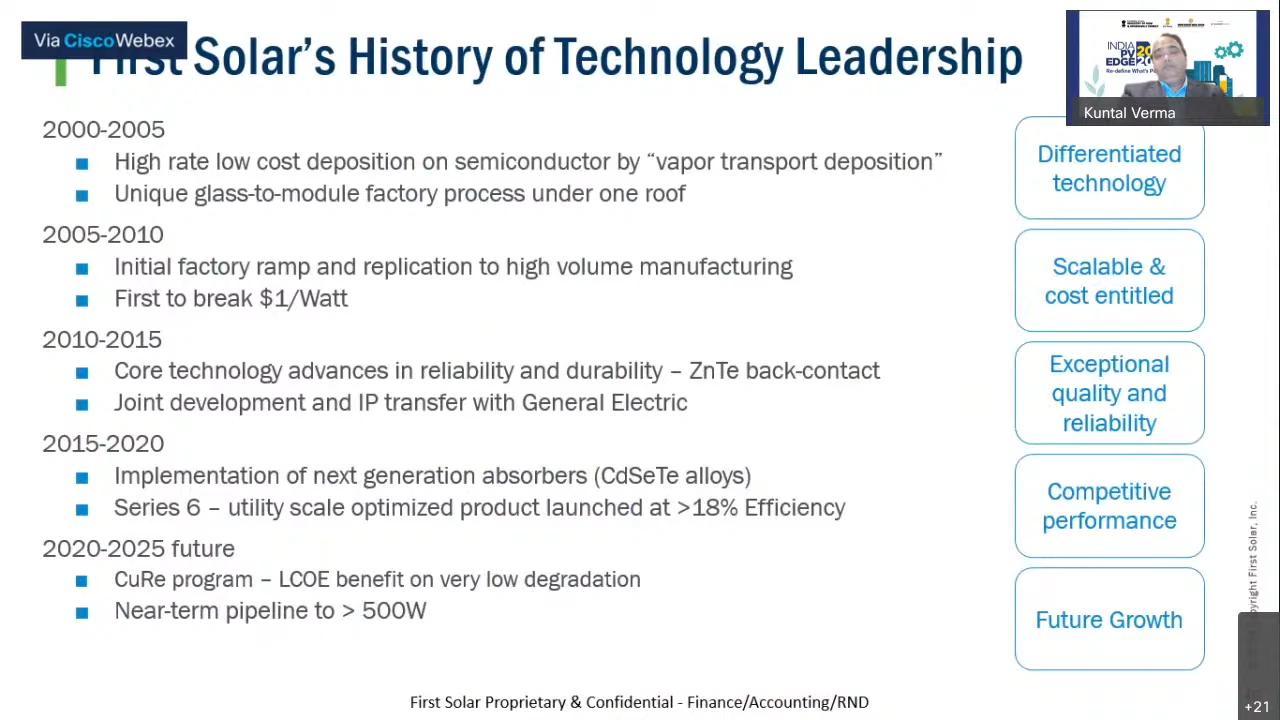 Via CiscoWebex
First Solar's History of Technology Leadership
INDIA
PV
EDGE
Kuntal Verma
2000-2005
■ High rate low cost deposition on semiconductor by “vapor transport deposition”
■ Unique glass-to-module factory process under one roof
2005-2010
■ Initial factory ramp and replication to high volume manufacturing
■ First to break $1/Watt
2010-2015
■ Core technology advances in reliability and durability – ZnTe back-contact
■ Joint development and IP transfer with General Electric
2015-2020
■ Implementation of next generation absorbers (CdSeTe alloys)
■ Series 6 – utility scale optimized product launched at >18% Efficiency
2020-2025 future
■ CuRe program – LCOE benefit on very low degradation
■ Near-term pipeline to > 500W
Differentiated
technology
Scalable &
cost entitled
Exceptional
quality and
reliability
Competitive
performance
Future Growth
First Solar, Inc.
First Solar Proprietary & Confidential - Finance/Accounting/RND
+21